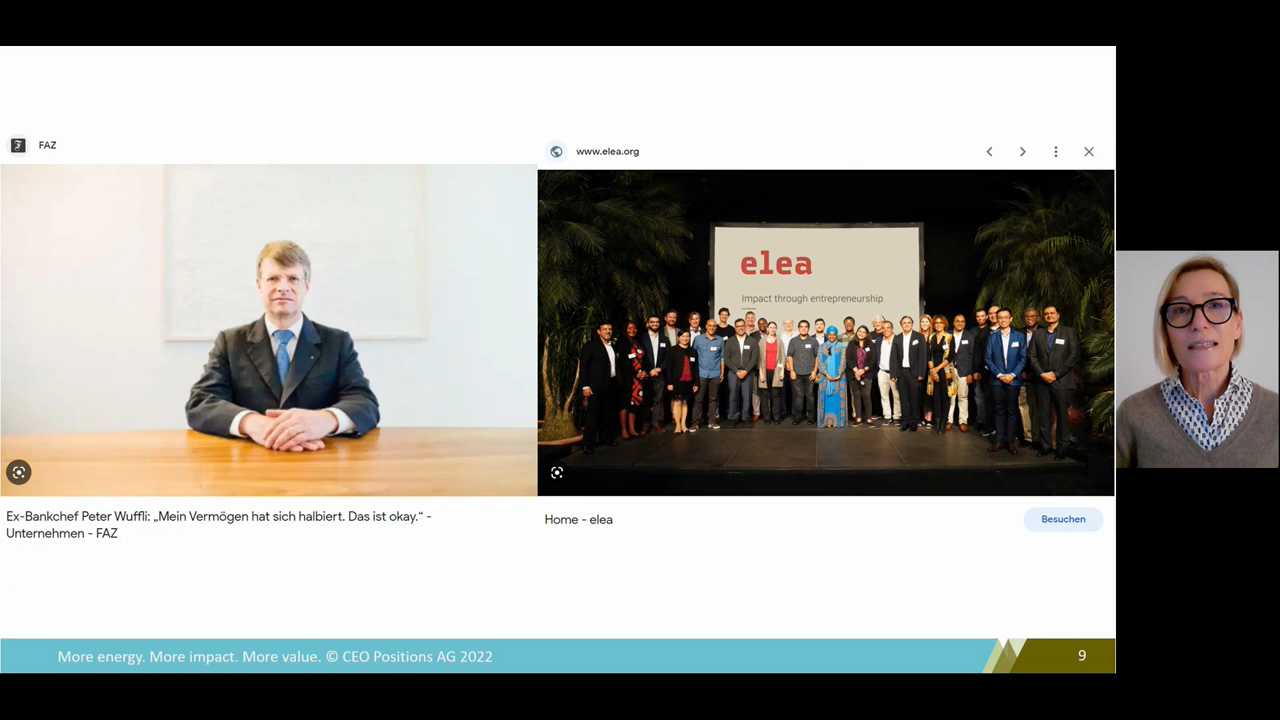 FAZ
Ex-Bankchef Peter Wuffli: „Mein Vermögen hat sich halbiert. Das ist okay.“ -
Unternehmen - FAZ
www.elea.org
elea
Impact through entrepreneurship
Home - elea
Besuchen
More energy. More impact. More value. © CEO Positions AG 2022
9